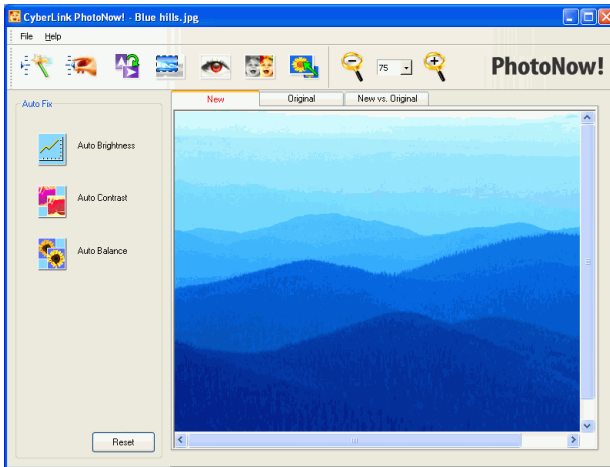 CyberLink PhotoNow! - Blue hills.jpg
File Help
75
PhotoNow!
New Original New vs. Original
Auto Fix
Auto Brightness
Auto Contrast
Auto Balance
Reset